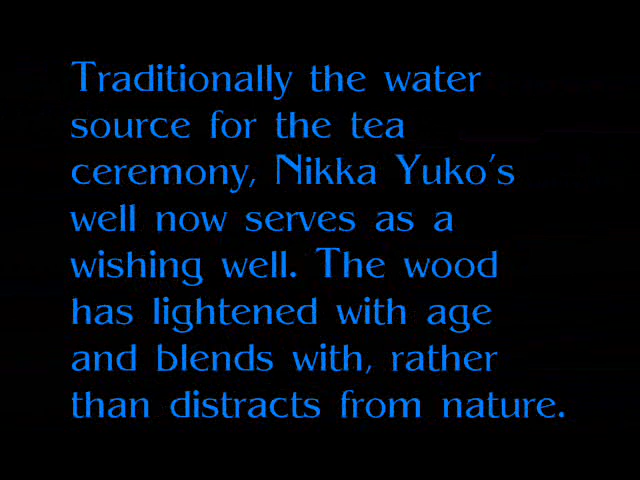 Traditionally the water
source for the tea
ceremony, Nikka Yuko's
well now serves as a
wishing well. The wood
has lightened with age
and blends with, rather
than distracts from nature.